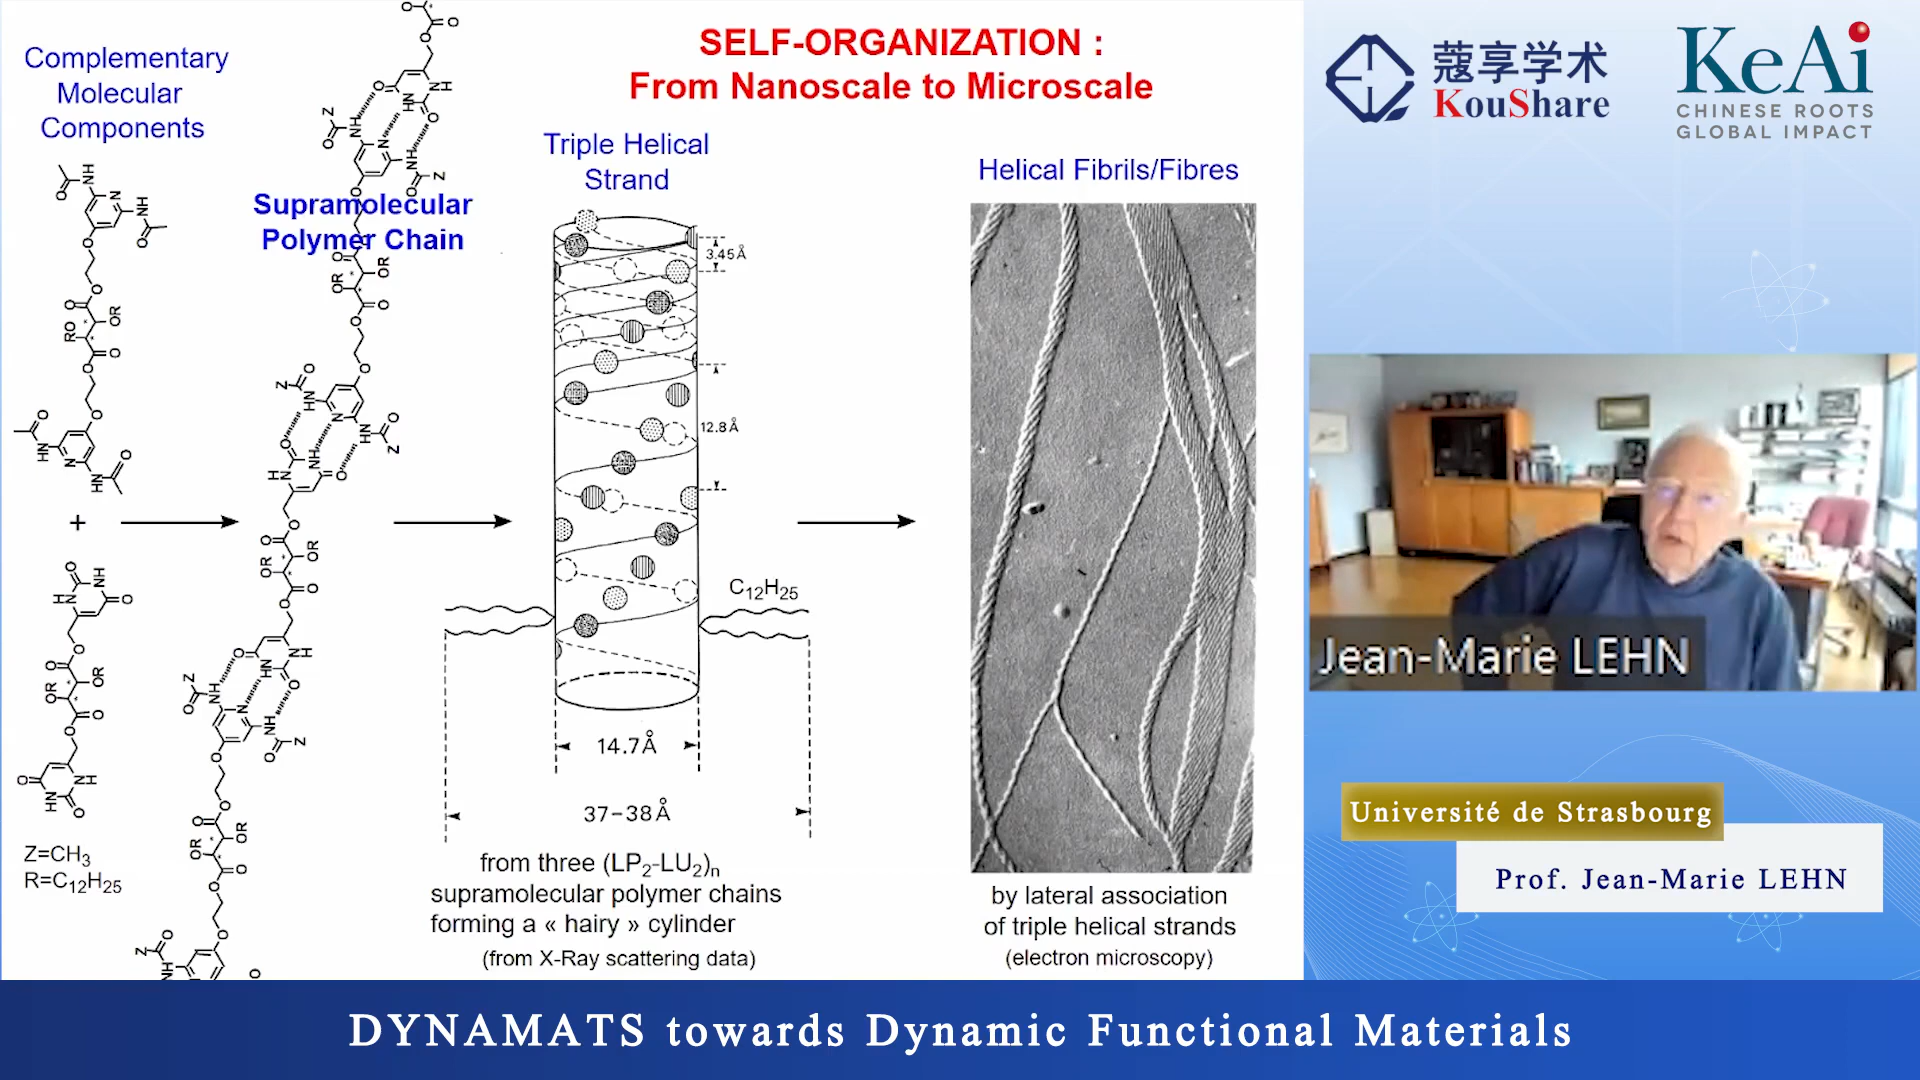 SELF-ORGANIZATION :
From Nanoscale to Microscale
Complementary
Molecular
Components
Supramolecular
Polymer Chain
Triple Helical
Strand
Helical Fibrils/Fibres
3.45Å
12.8Å
C12H25
14.7Å
37–38Å
+
Z=CH3
R=C12H25
from three (LP2-LU2)n
supramolecular polymer chains
forming a « hairy » cylinder
(from X-Ray scattering data)
by lateral association
of triple helical strands
(electron microscopy)
蔻享学术
KouShare
KeAi
CHINESE ROOTS
GLOBAL IMPACT
Jean-Marie LEHN
Université de Strasbourg
Prof. Jean-Marie LEHN
DYNAMATS towards Dynamic Functional Materials